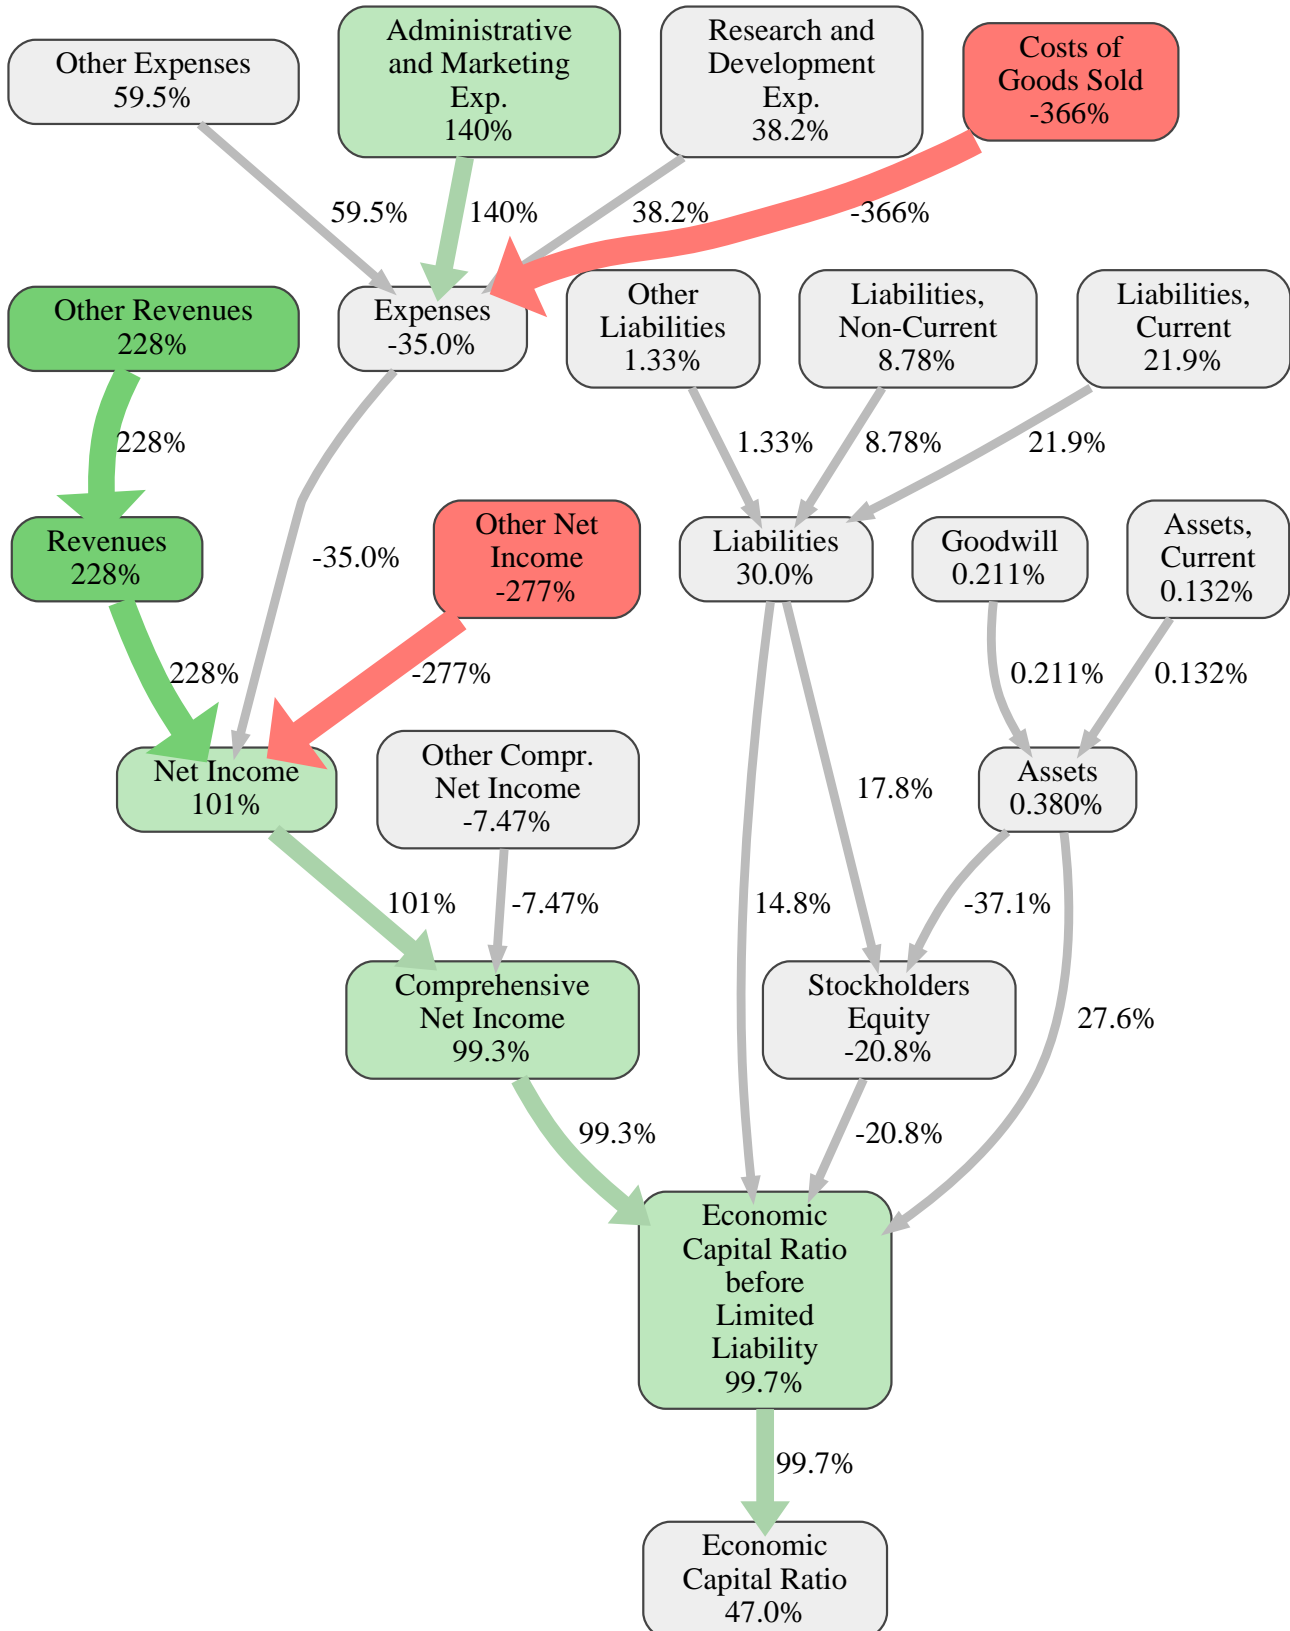 Other Expenses
59.5%
Administrative
and Marketing
Exp.
140%
Research and
Development
Exp.
38.2%
Costs of
Goods Sold
-366%
59.5%
140%
38.2%
-366%
Other Revenues
228%
Expenses
-35.0%
Other
Liabilities
1.33%
Liabilities,
Non-Current
8.78%
Liabilities,
Current
21.9%
228%
1.33%
8.78%
21.9%
Revenues
228%
-35.0%
Other Net
Income
-277%
Liabilities
30.0%
Goodwill
0.211%
Assets,
Current
0.132%
228%
-277%
0.211%
0.132%
Net Income
101%
Other Compr.
Net Income
-7.47%
17.8%
Assets
0.380%
101%
-7.47%
14.8%
-37.1%
Comprehensive
Net Income
99.3%
Stockholders
Equity
-20.8%
27.6%
99.3%
-20.8%
Economic
Capital Ratio
before
Limited
Liability
99.7%
99.7%
Economic
Capital Ratio
47.0%